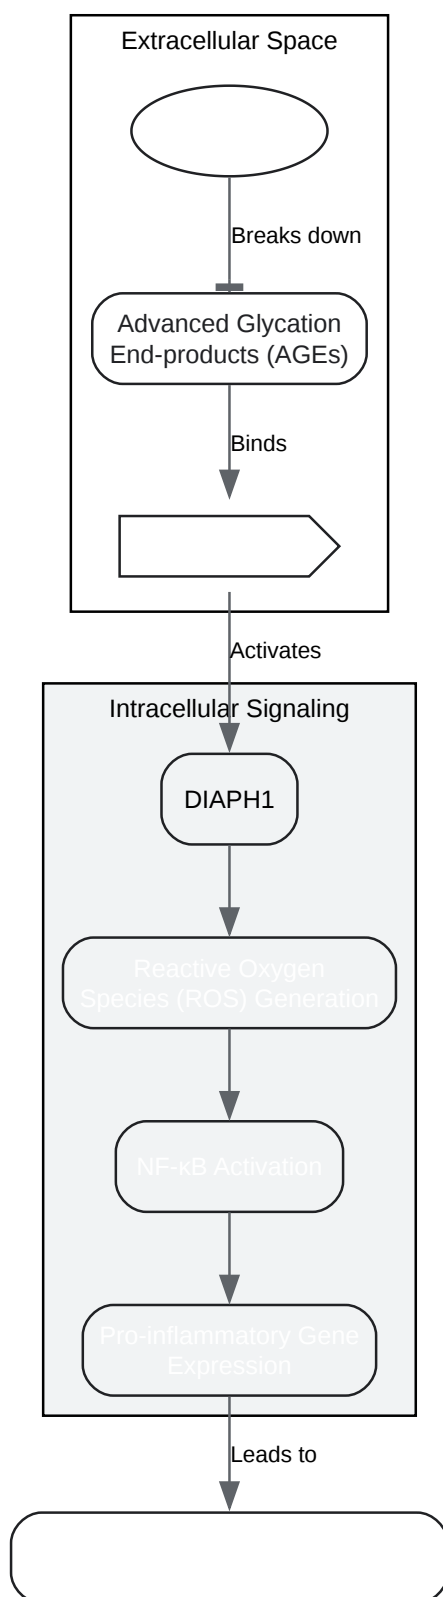 Extracellular Space
Breaks down
Advanced Glycation
End-products (AGEs)
Binds
Activates
Intracellular Signaling
DIAPH1
Reactive Oxygen
Species (ROS) Generation
NF-κB Activation
Pro-inflammatory Gene
Expression
Leads to